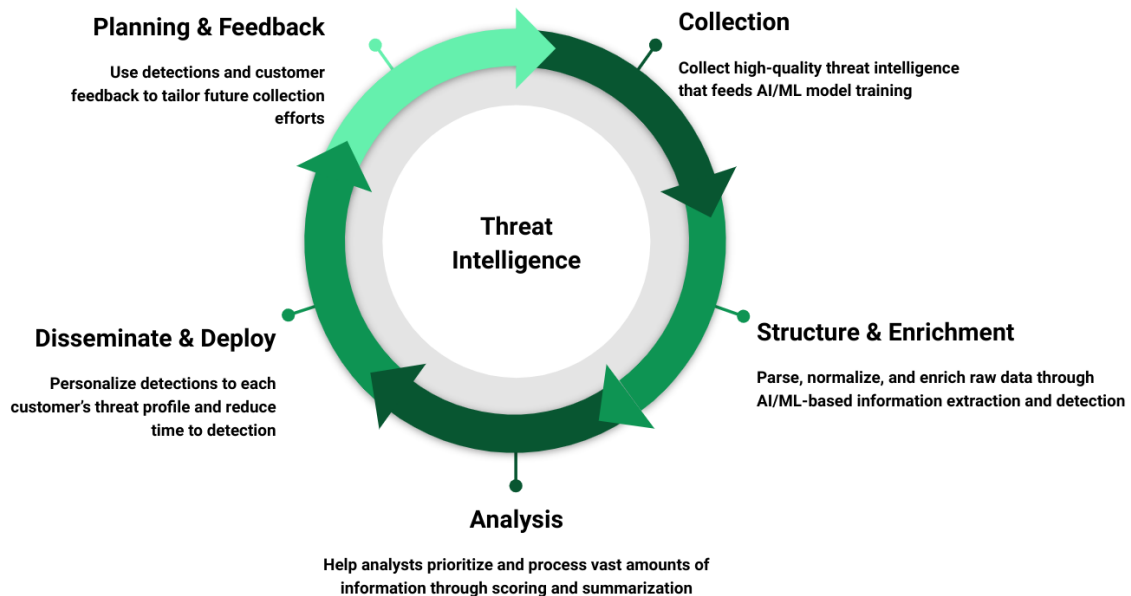 Planning & Feedback
Use detections and customer
feedback to tailor future collection
efforts
Collection
Collect high-quality threat intelligence
that feeds AI/ML model training
Threat
Intelligence
Structure & Enrichment
Parse, normalize, and enrich raw data through
AI/ML-based information extraction and detection
Analysis
Help analysts prioritize and process vast amounts of
information through scoring and summarization
Disseminate & Deploy
Personalize detections to each
customer’s threat profile and reduce
time to detection